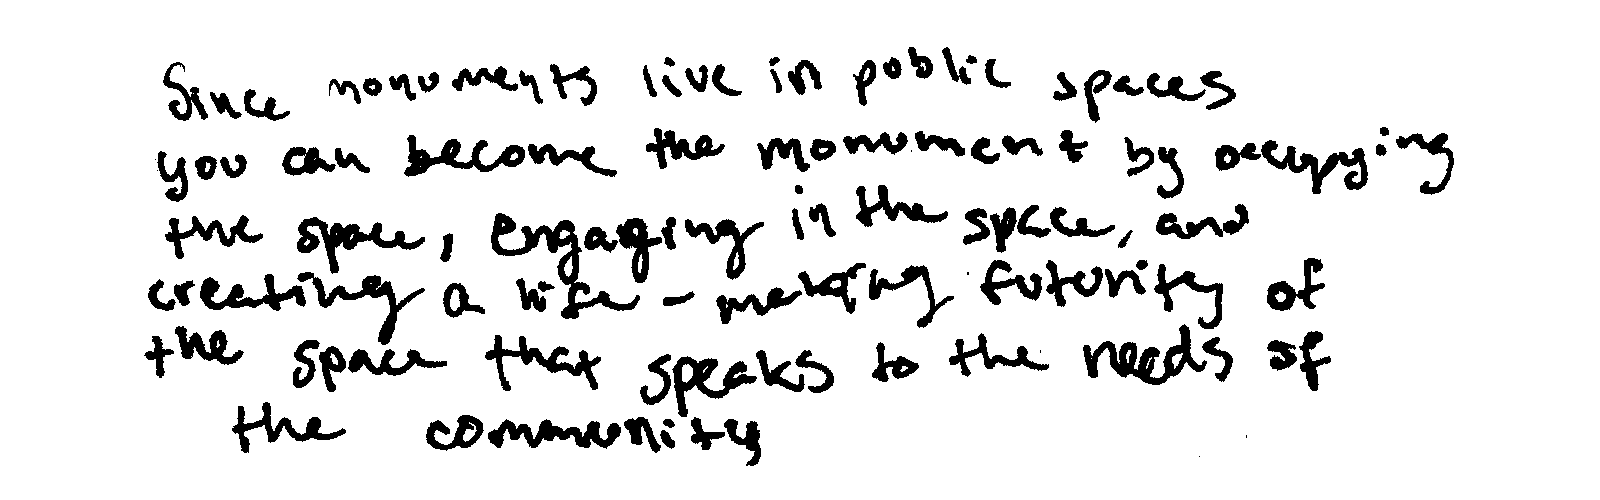 Since monuments live in public spaces
you can become the monument by occupying
the space, engaging in the space, and
creating a life-making futurity of
the space that speaks to the needs of
the community